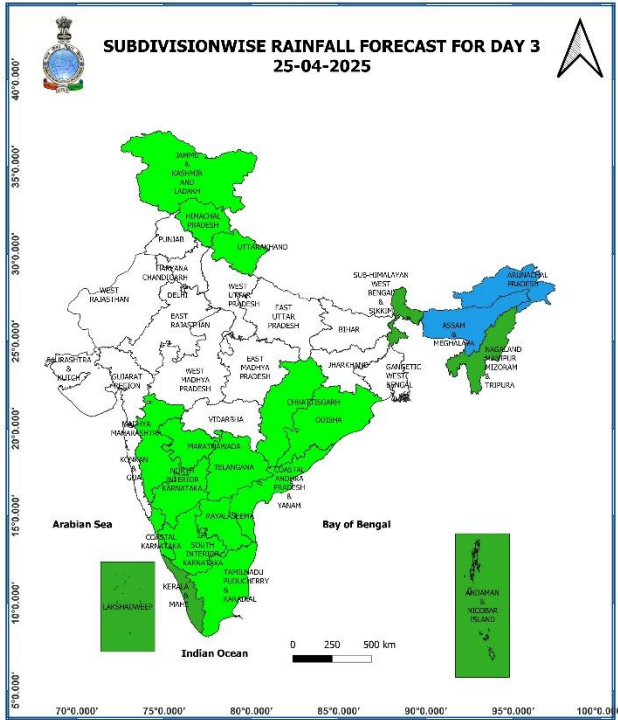 SUBDIVISIONWISE RAINFALL FORECAST FOR DAY 3
25-04-2025
JAMMU
&
KASHMIR
AND
LADAKH
HIMACHAL
PRADESH
UTTARAKHAND
PUNJAB
HARYANA
CHANDIGARH
&
DELHI
WEST
RAJASTHAN
WEST
UTTAR
PRADESH
EAST
RAJASTHAN
EAST
UTTAR
PRADESH
SUB-HIMALAYAN
WEST
BENGAL
&
SIKKIM
ARUNACHAL
PRADESH
BIHAR
ASSAM
&
MEGHALAYA
NAGALAND
MANIPUR
MIZORAM
&
TRIPURA
SAURASHTRA
&
KUTCH
GUJARAT
REGION
WEST
MADHYA
PRADESH
EAST
MADHYA
PRADESH
JHARKHAND
GANGETIC
WEST
BENGAL
CHHATTISGARH
ODISHA
VIDARBHA
MADHYA
MAHARASHTRA
MARATHWADA
KONKAN
&
GOA
NORTH
INTERIOR
KARNATAKA
TELANGANA
COASTAL
ANDHRA
PRADESH
&
YANAM
RAYALASEEMA
Arabian Sea
Bay of Bengal
COASTAL
KARNATAKA
SOUTH
INTERIOR
KARNATAKA
TAMILNADU
PUDUCHERRY
&
KARAIKAL
KERALA
&
MAHE
LAKSHADWEEP
ANDAMAN
&
NICOBAR
ISLAND
Indian Ocean
0 250 500 km
40°0.000'
35°0.000'
30°0.000'
25°0.000'
20°0.000'
15°0.000'
10°0.000'
5°0.000'
70°0.000' 75°0.000' 80°0.000' 85°0.000' 90°0.000' 95°0.000' 100°0.000'